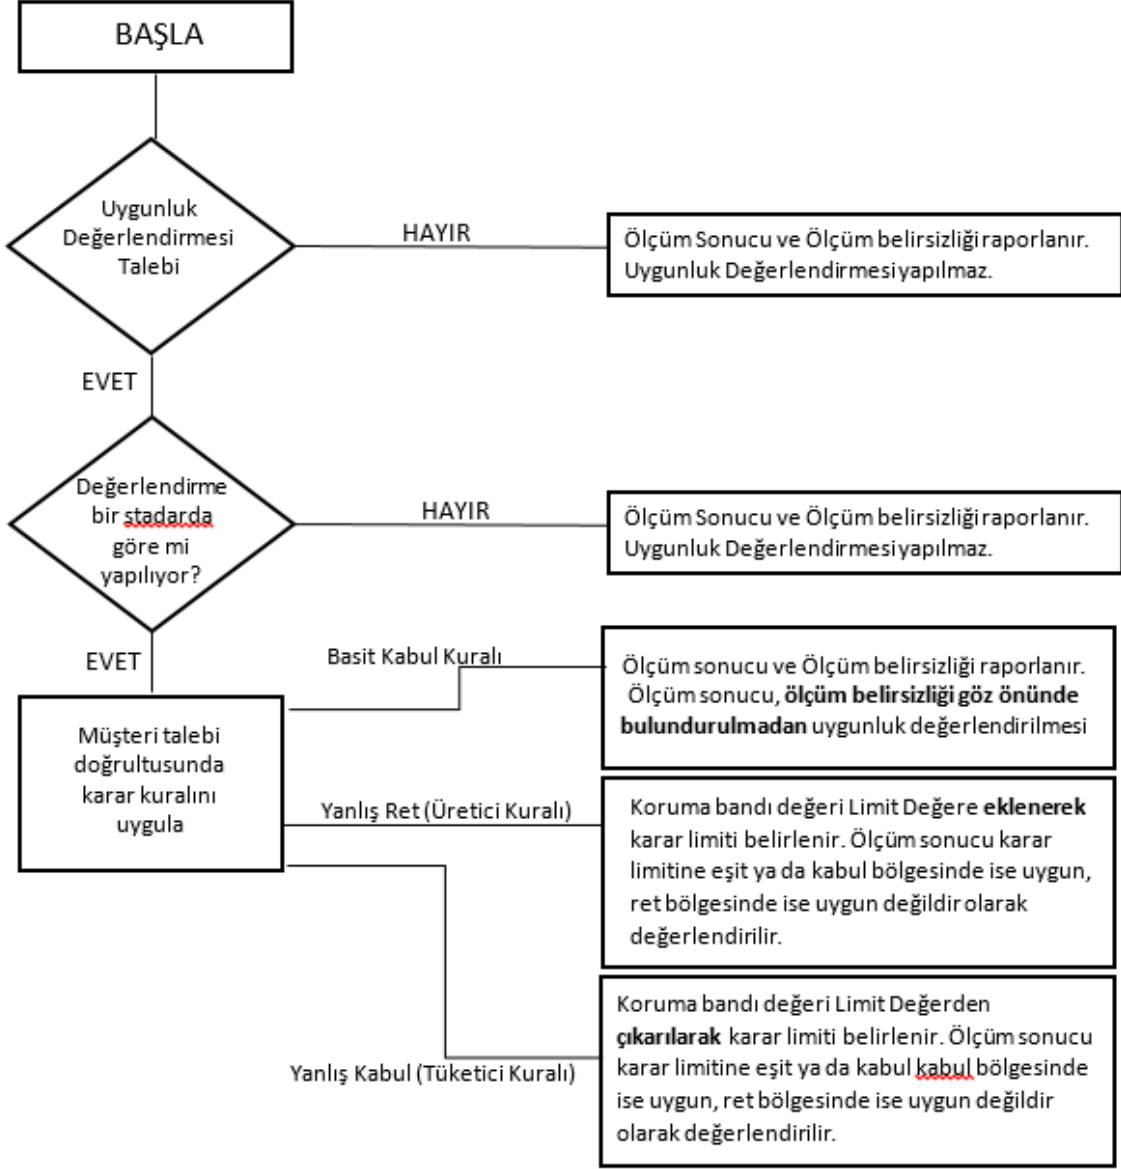 BAŞLA
Uygunluk
Değerlendirmesi
Talebi
HAYIR
Ölçüm Sonucu ve Ölçüm belirsizliği raporlanır.
Uygunluk Değerlendirmesi yapılmaz.
EVET
Değerlendirme
bir stadarda
göre mi
yapılıyor?
HAYIR
Ölçüm Sonucu ve Ölçüm belirsizliği raporlanır.
Uygunluk Değerlendirmesi yapılmaz.
EVET
Müşteri talebi
doğrultusunda
karar kuralını
uygula
Basit Kabul Kuralı
Ölçüm sonucu ve Ölçüm belirsizliği raporlanır.
Ölçüm sonucu, ölçüm belirsizliği göz önünde
bulundurulmadan uygunluk değerlendirilmesi
Yanlış Ret (Üretici Kuralı)
Koruma bandı değeri Limit Değere eklenerek
karar limiti belirlenir. Ölçüm sonucu karar
limitine eşit ya da kabul bölgesinde ise uygun,
ret bölgesinde ise uygun değildir olarak
değerlendirilir.
Yanlış Kabul (Tüketici Kuralı)
Koruma bandı değeri Limit Değerden
çıkarılarak karar limiti belirlenir. Ölçüm sonucu
karar limitine eşit ya da kabul kabul bölgesinde
ise uygun, ret bölgesinde ise uygun değildir
olarak değerlendirilir.